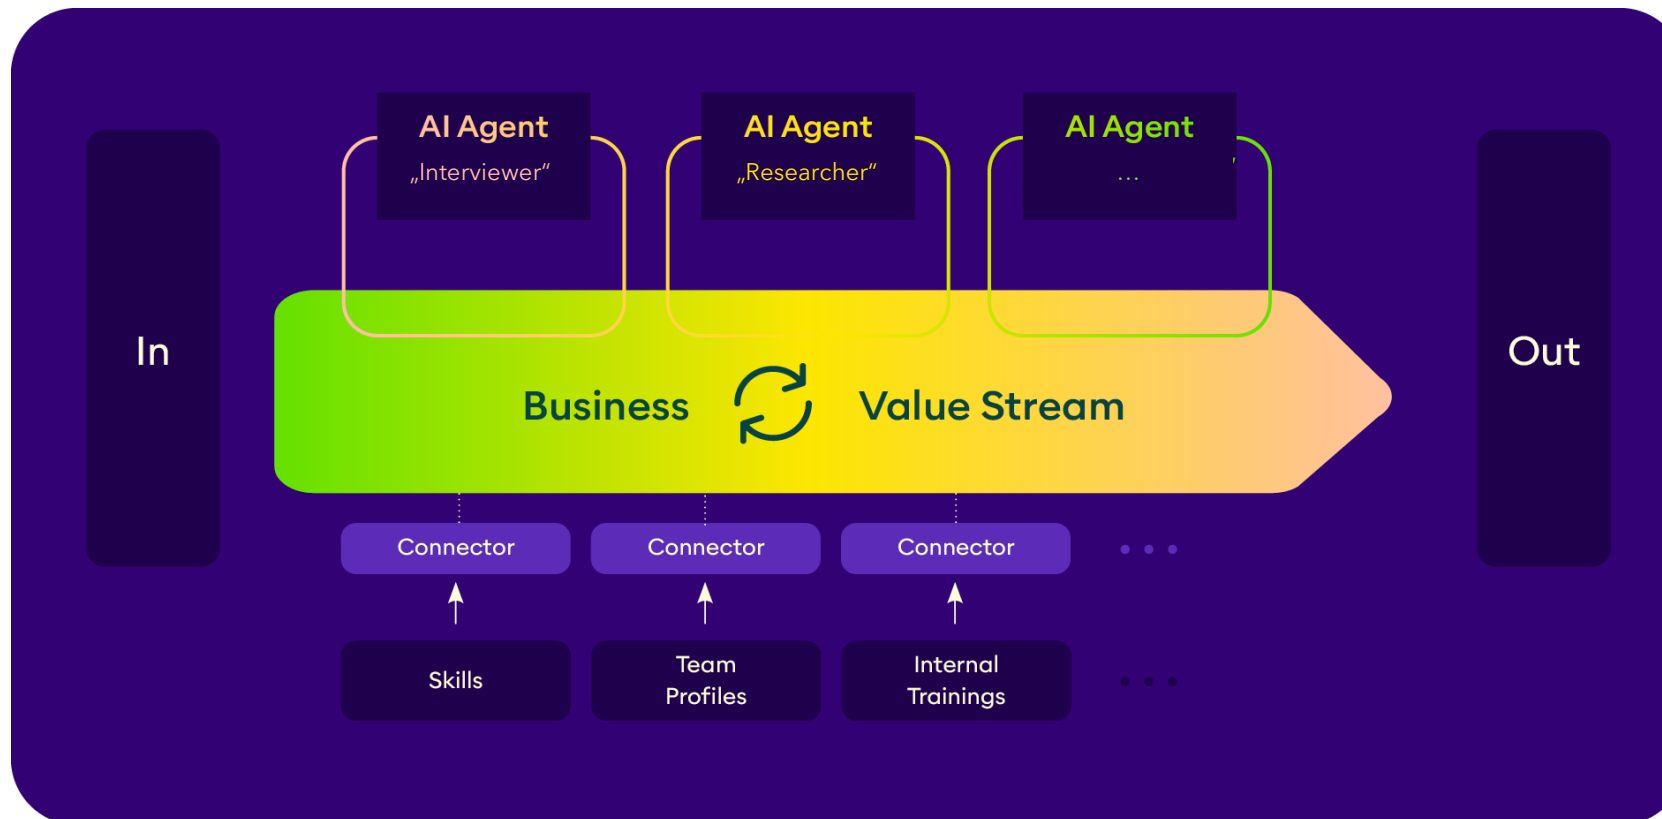 AI Agent
„Interviewer“
AI Agent
„Researcher“
AI Agent
...
In
Business
Value Stream
Out
Connector
Connector
Connector
Skills
Team
Profiles
Internal
Trainings